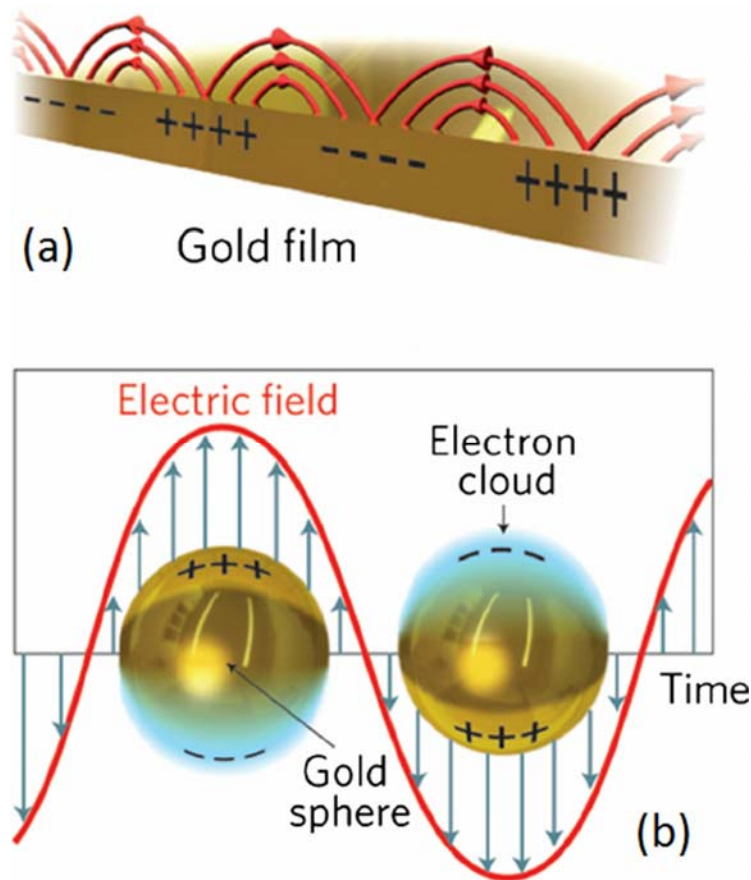 – – – –
++++
– – – –
++++
(a)
Gold film
Electric field
Electron
cloud
– – –
+++
Time
+++
– – –
Gold
sphere
(b)